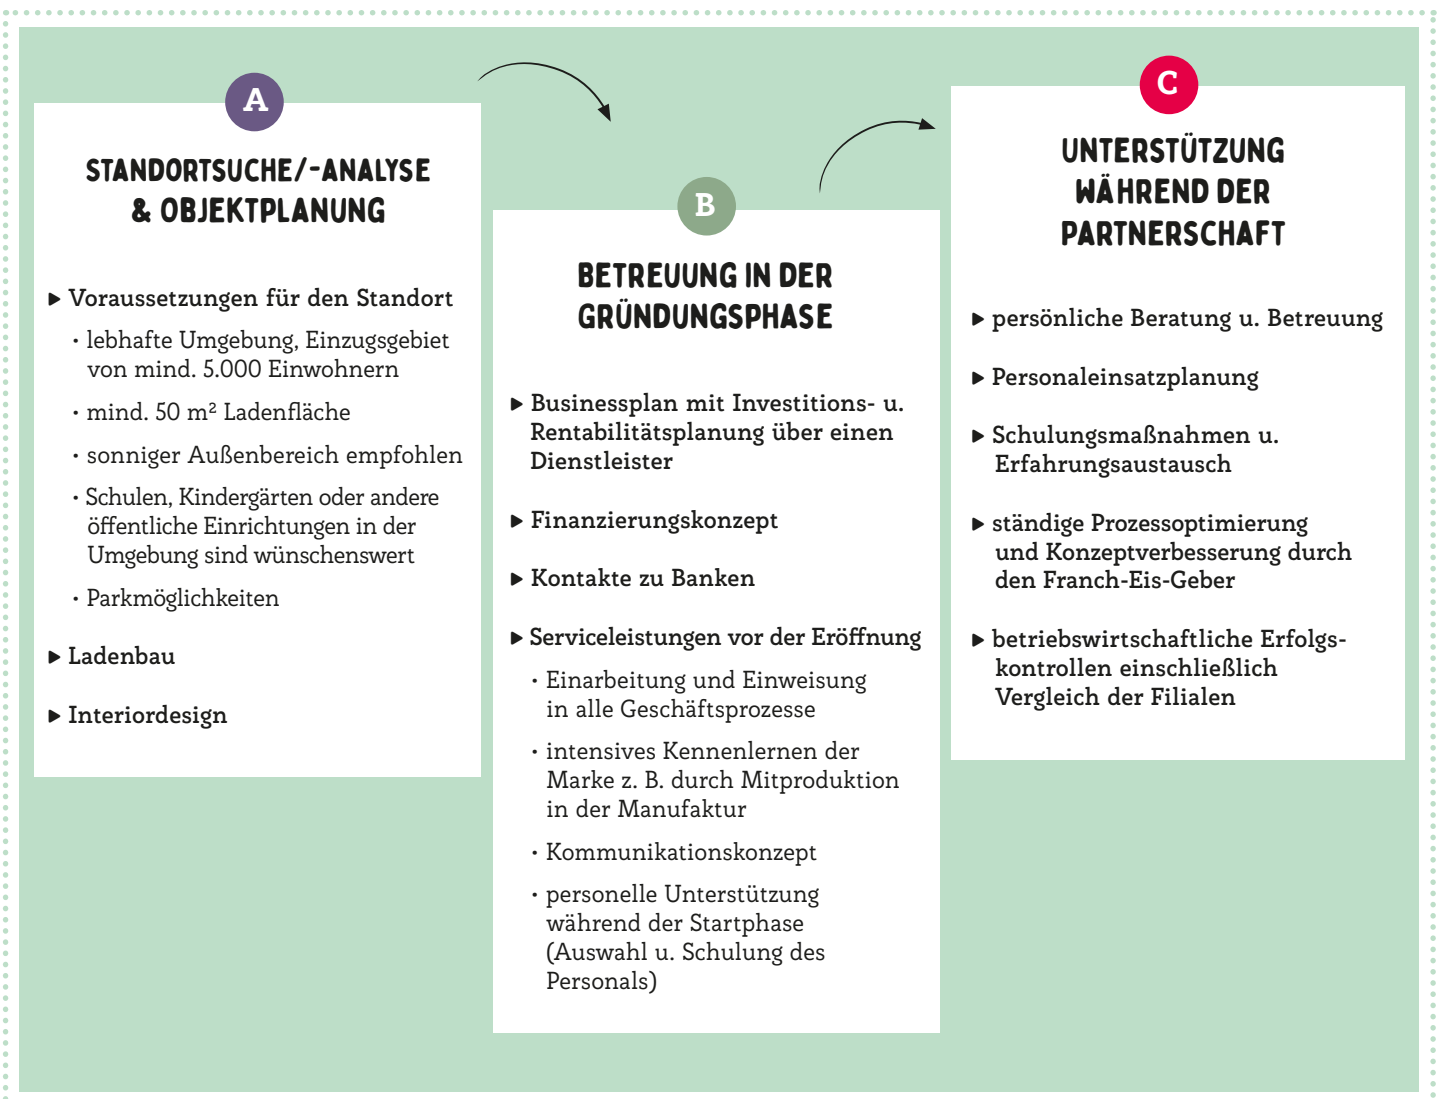 A
STANDORTSUCHE/-ANALYSE
& OBJEKTPLANUNG
▸ Voraussetzungen für den Standort
· lebhafte Umgebung, Einzugsgebiet
von mind. 5.000 Einwohnern
· mind. 50 m² Ladenfläche
· sonniger Außenbereich empfohlen
· Schulen, Kindergärten oder andere
öffentliche Einrichtungen in der
Umgebung sind wünschenswert
· Parkmöglichkeiten
▸ Ladenbau
▸ Interiordesign
B
BETREUUNG IN DER
GRÜNDUNGSPHASE
▸ Businessplan mit Investitions- u.
Rentabilitätsplanung über einen
Dienstleister
▸ Finanzierungskonzept
▸ Kontakte zu Banken
▸ Serviceleistungen vor der Eröffnung
· Einarbeitung und Einweisung
in alle Geschäftsprozesse
· intensives Kennenlernen der
Marke z. B. durch Mitproduktion
in der Manufaktur
· Kommunikationskonzept
· personelle Unterstützung
während der Startphase
(Auswahl u. Schulung des
Personals)
C
UNTERSTÜTZUNG
WÄHREND DER
PARTNERSCHAFT
▸ persönliche Beratung u. Betreuung
▸ Personaleinsatzplanung
▸ Schulungsmaßnahmen u.
Erfahrungsaustausch
▸ ständige Prozessoptimierung
und Konzeptverbesserung durch
den Franch-Eis-Geber
▸ betriebswirtschaftliche Erfolgs-
kontrollen einschließlich
Vergleich der Filialen